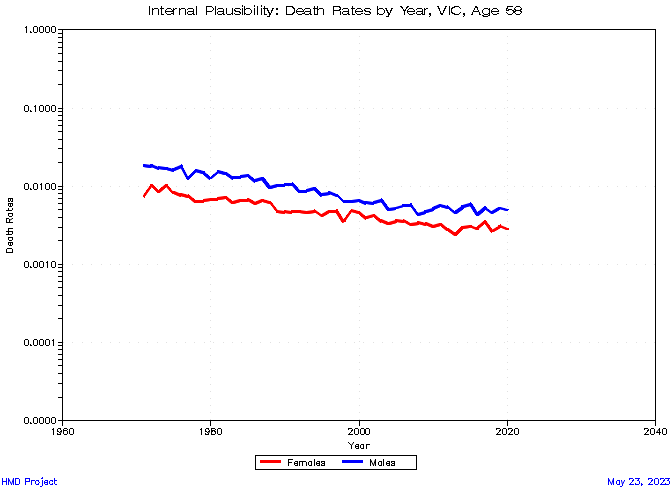 Internal Plausibility: Death Rates by Year, VIC, Age 58
1.0000
0.1000
0.0100
0.0010
0.0001
0.0000
Death Rates
1960 1980 2000 2020 2040
Year
Females Males
HMD Project May 23, 2023